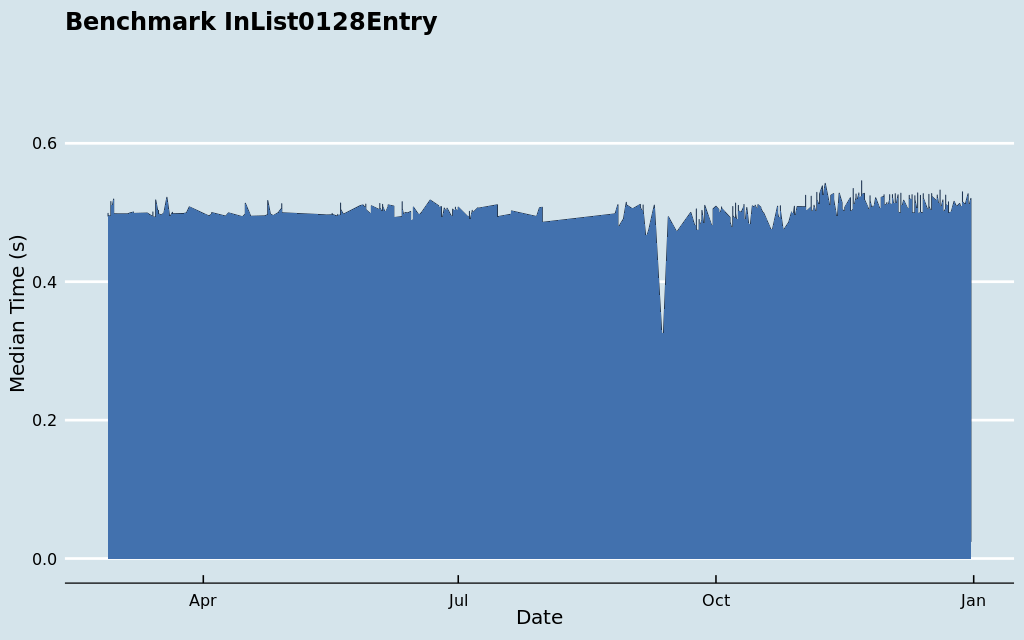 Benchmark InList0128Entry
Median Time (s)
0.6
0.4
0.2
0.0
Apr
Jul
Oct
Jan
Date